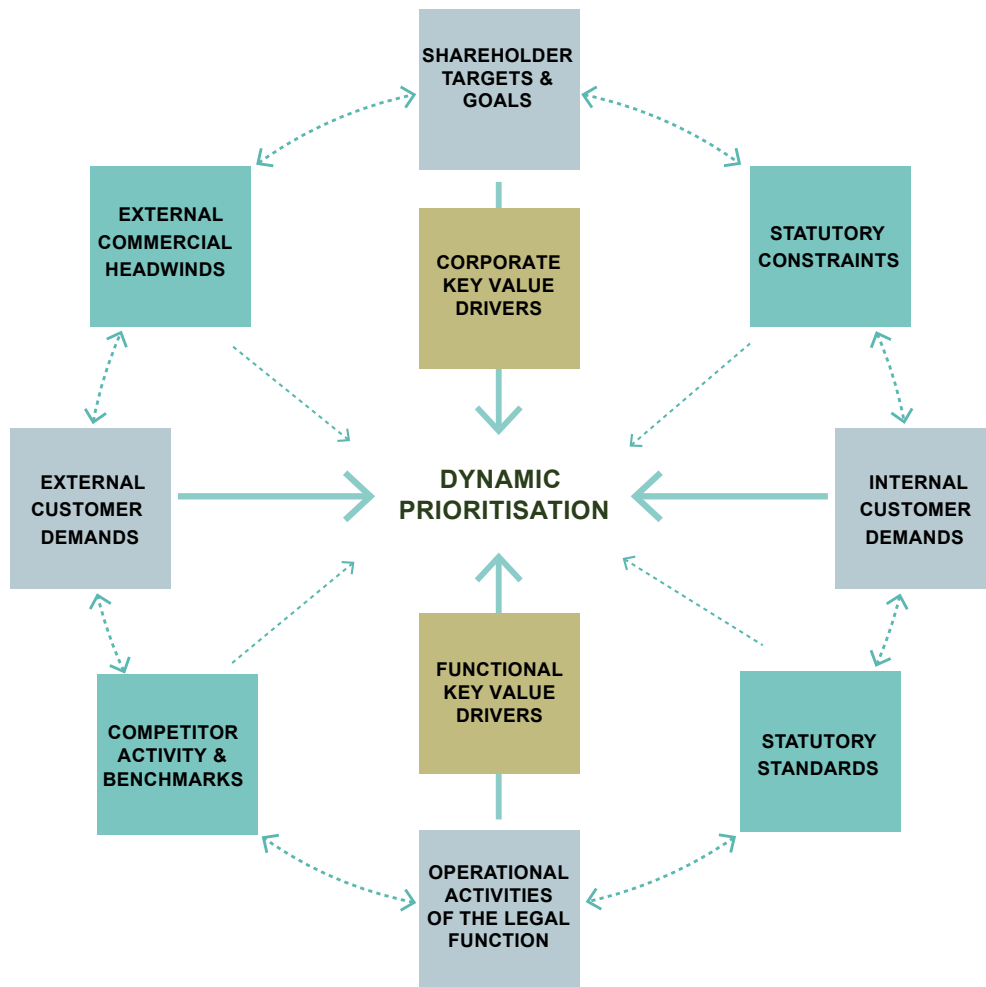 SHAREHOLDER
TARGETS &
GOALS
EXTERNAL
COMMERCIAL
HEADWINDS
CORPORATE
KEY VALUE
DRIVERS
STATUTORY
CONSTRAINTS
EXTERNAL
CUSTOMER
DEMANDS
DYNAMIC
PRIORITISATION
INTERNAL
CUSTOMER
DEMANDS
COMPETITOR
ACTIVITY &
BENCHMARKS
FUNCTIONAL
KEY VALUE
DRIVERS
STATUTORY
STANDARDS
OPERATIONAL
ACTIVITIES
OF THE LEGAL
FUNCTION